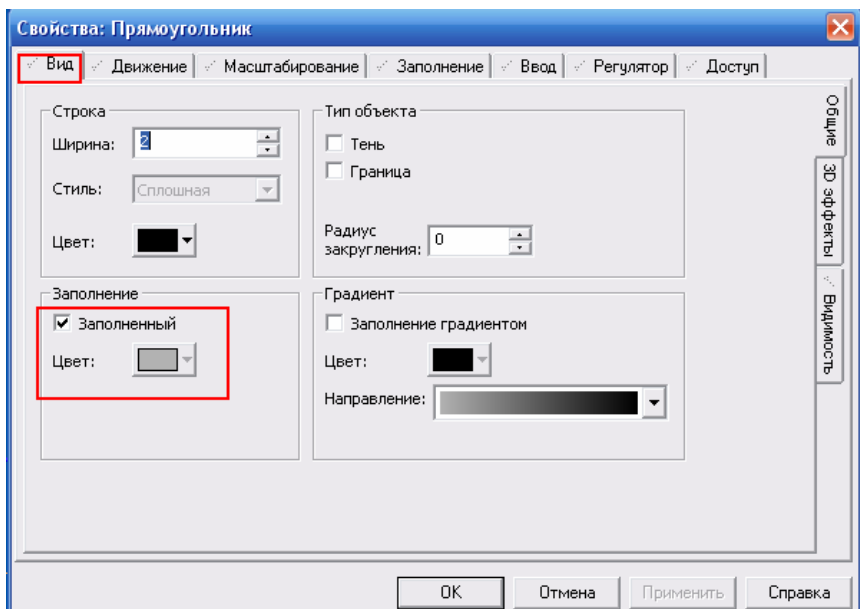 Свойства: Прямоугольник
Вид Движение Масштабирование Заполнение Ввод Регулятор Доступ
Строка
Ширина: 2
Стиль: Сплошная
Цвет:
Тип объекта
Тень
Граница
Радиус
закругления: 0
Заполнение
Заполненный
Цвет:
Градиент
Заполнение градиентом
Цвет:
Направление:
Общие
3D эффекты
Видимость
OK Отмена Применить Справка